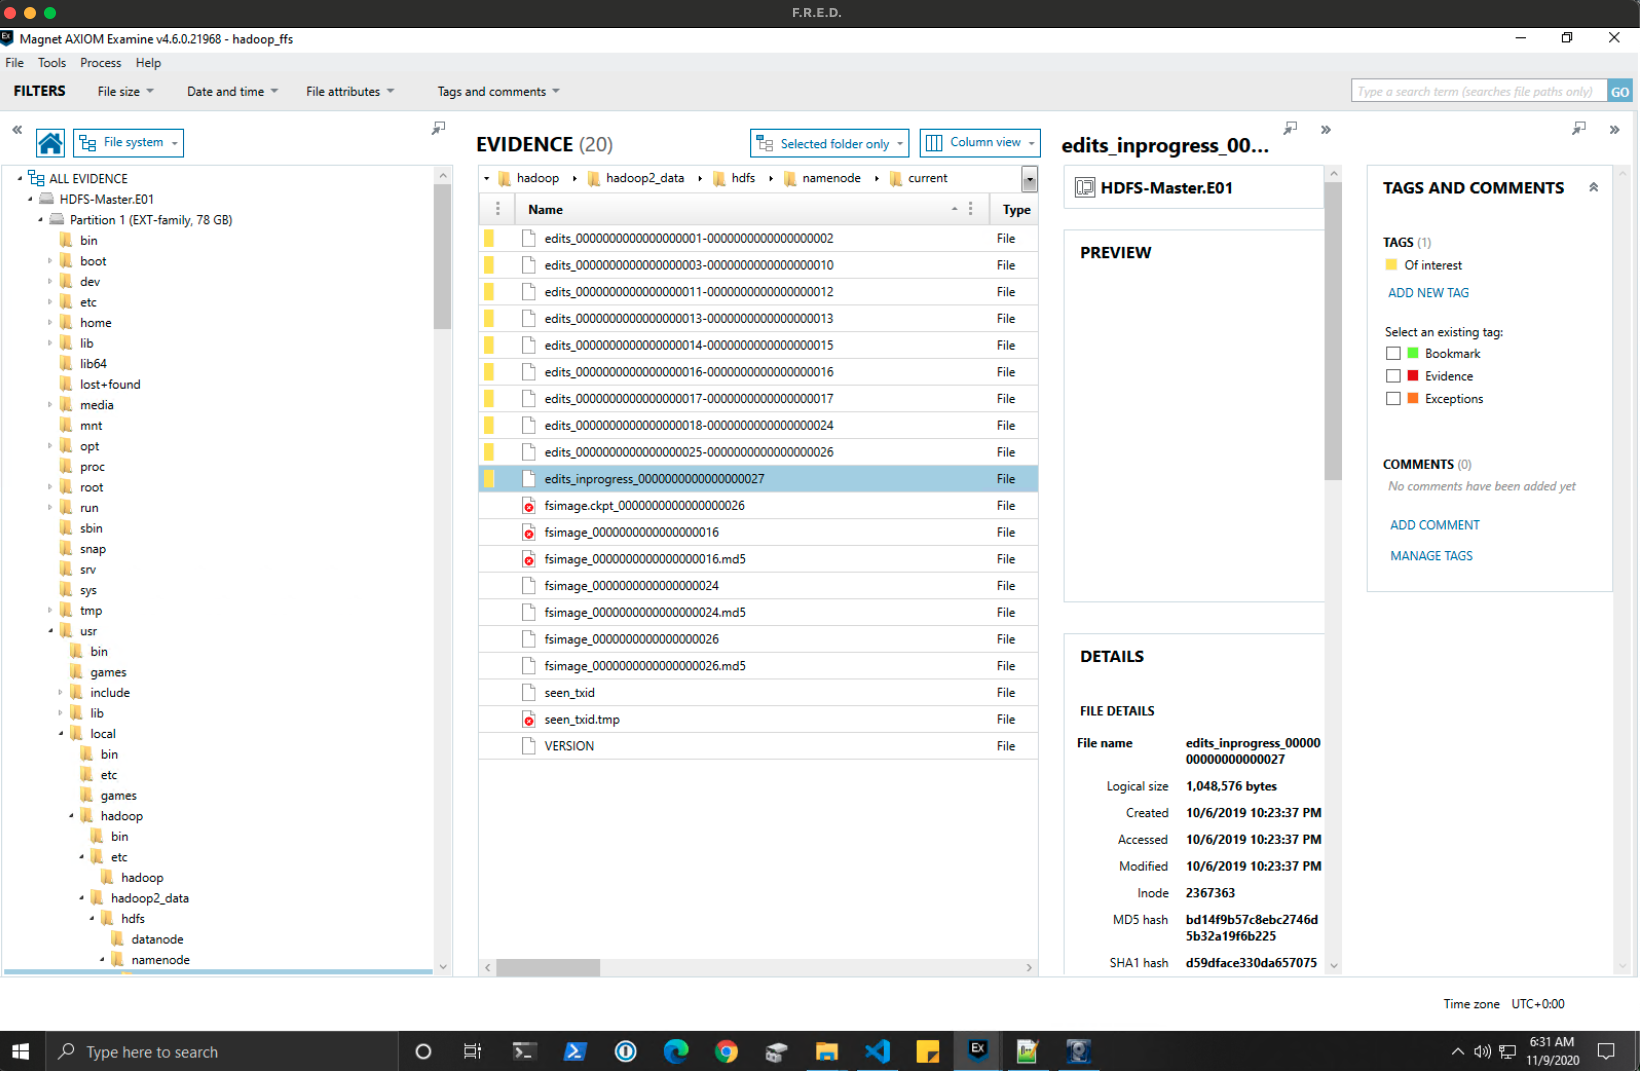 F.R.E.D.
Magnet AXIOM Examine v4.6.0.21968 - hadoop_ffs
File Tools Process Help
FILTERS File size Date and time File attributes Tags and comments
Type a search term (searches file paths only) GO
File system
ALL EVIDENCE
HDFS-Master.E01
Partition 1 (EXT-family, 78 GB)
bin
boot
dev
etc
home
lib
lib64
lost+found
media
mnt
opt
proc
root
run
sbin
snap
srv
sys
tmp
usr
bin
games
include
lib
local
bin
etc
games
hadoop
bin
etc
hadoop
hadoop2_data
hdfs
datanode
namenode
EVIDENCE (20)
Selected folder only
Column view
hadoop hadoop2_data hdfs namenode current
Name Type
edits_0000000000000000001-0000000000000000002 File
edits_0000000000000000003-0000000000000000010 File
edits_0000000000000000011-0000000000000000012 File
edits_0000000000000000013-0000000000000000013 File
edits_0000000000000000014-0000000000000000015 File
edits_0000000000000000016-0000000000000000016 File
edits_0000000000000000017-0000000000000000017 File
edits_0000000000000000018-0000000000000000024 File
edits_0000000000000000025-0000000000000000026 File
edits_inprogress_0000000000000000027 File
fsimage.ckpt_0000000000000000026 File
fsimage_0000000000000000016 File
fsimage_0000000000000000016.md5 File
fsimage_0000000000000000024 File
fsimage_0000000000000000024.md5 File
fsimage_0000000000000000026 File
fsimage_0000000000000000026.md5 File
seen_txid File
seen_txid.tmp File
VERSION File
edits_inprogress_00...
HDFS-Master.E01
PREVIEW
DETAILS
FILE DETAILS
File name edits_inprogress_00000
00000000000027
Logical size 1,048,576 bytes
Created 10/6/2019 10:23:37 PM
Accessed 10/6/2019 10:23:37 PM
Modified 10/6/2019 10:23:37 PM
Inode 2367363
MD5 hash bd14f9b57c8ebc2746d
5b32a19f6b225
SHA1 hash d59dface330da657075
TAGS AND COMMENTS
TAGS (1)
Of interest
ADD NEW TAG
Select an existing tag:
Bookmark
Evidence
Exceptions
COMMENTS (0)
No comments have been added yet
ADD COMMENT
MANAGE TAGS
Time zone UTC+0:00
Type here to search
EX
6:31 AM
11/9/2020